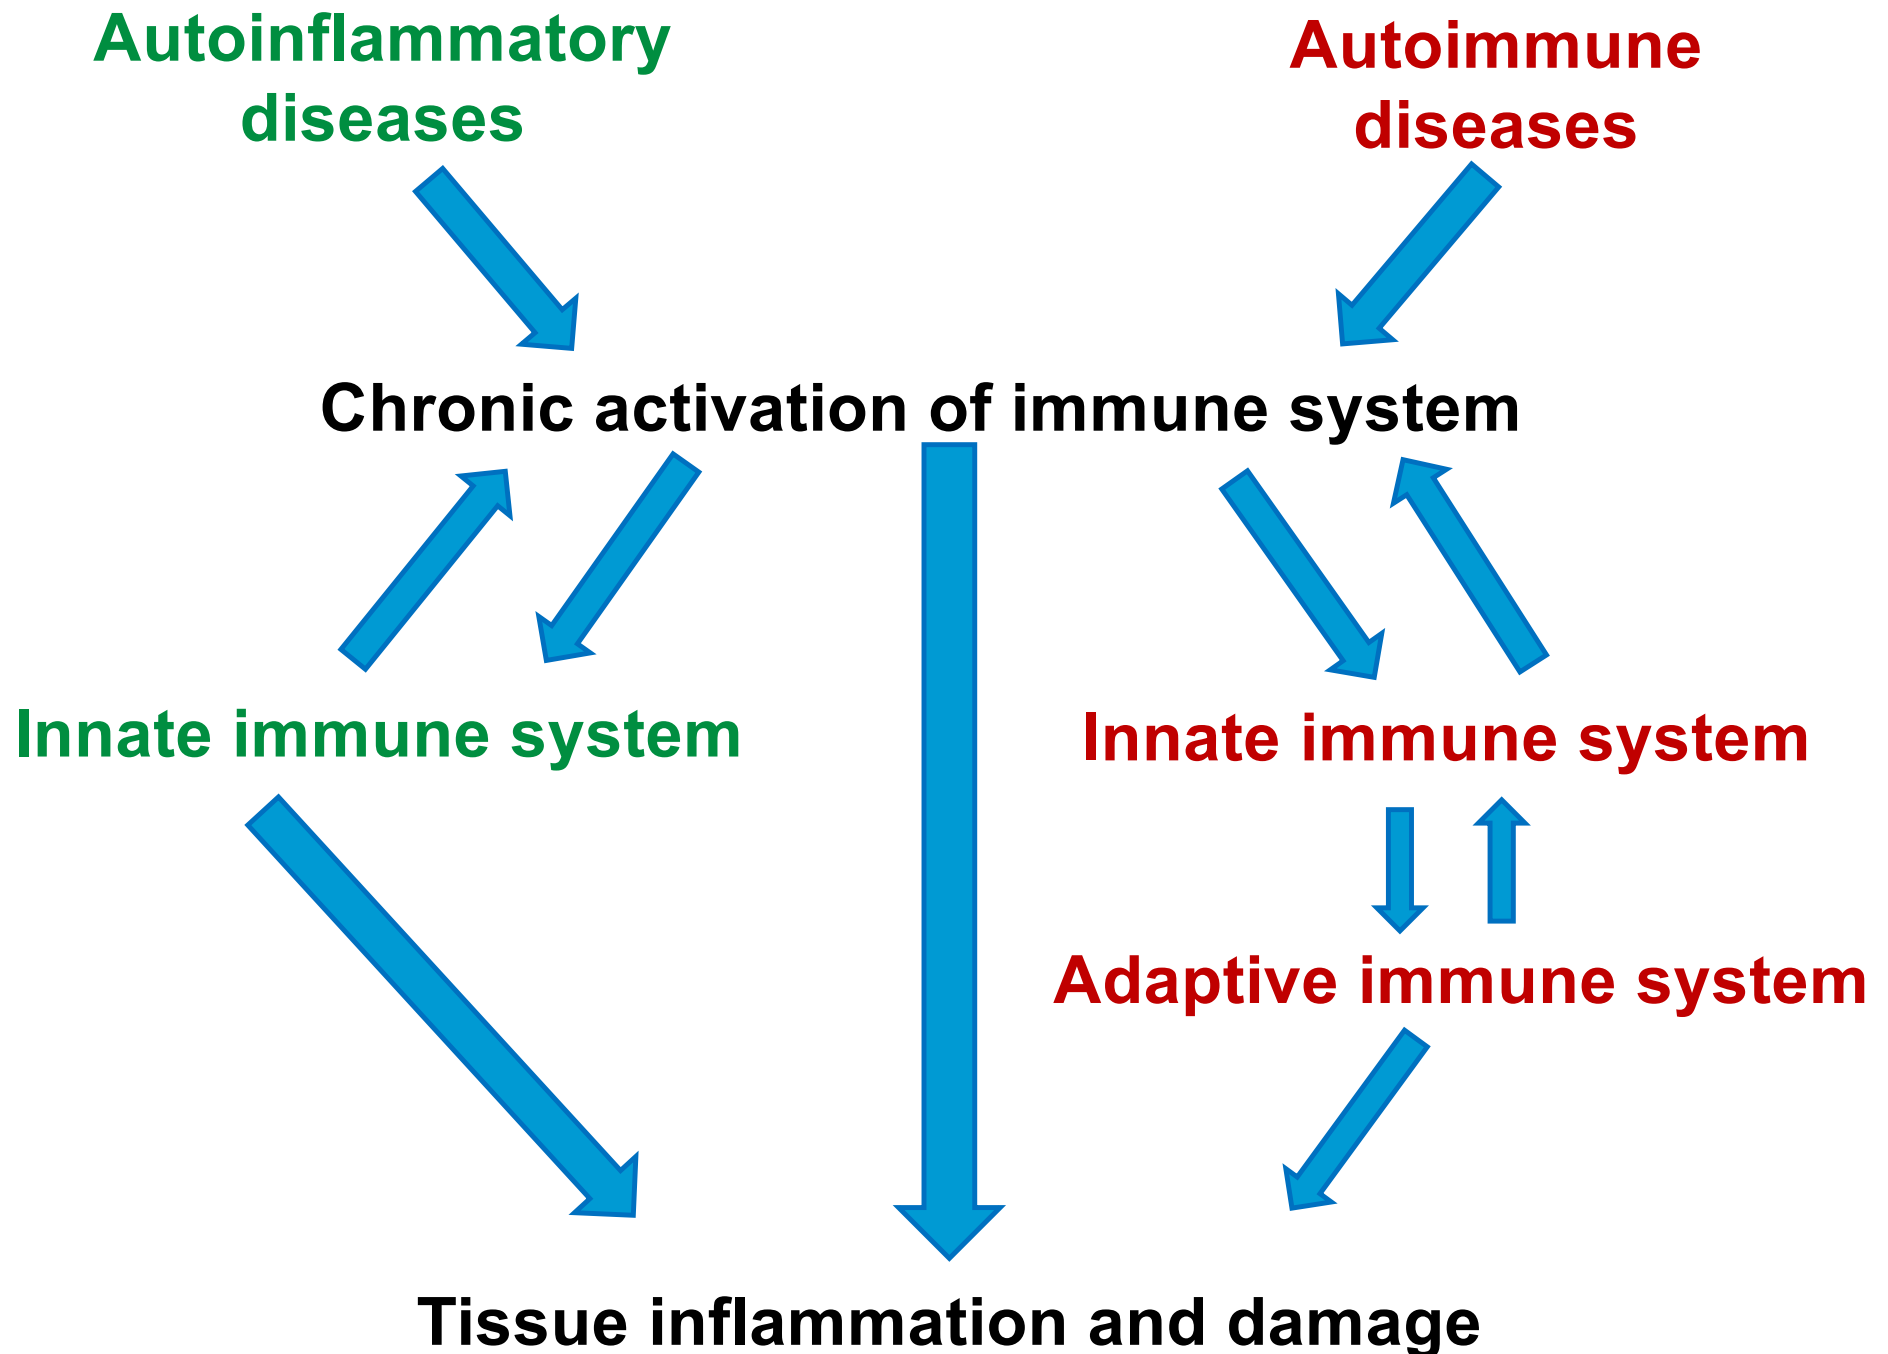 Autoinflammatory
diseases
Autoimmune
diseases
Chronic activation of immune system
Innate immune system
Innate immune system
Adaptive immune system
Tissue inflammation and damage